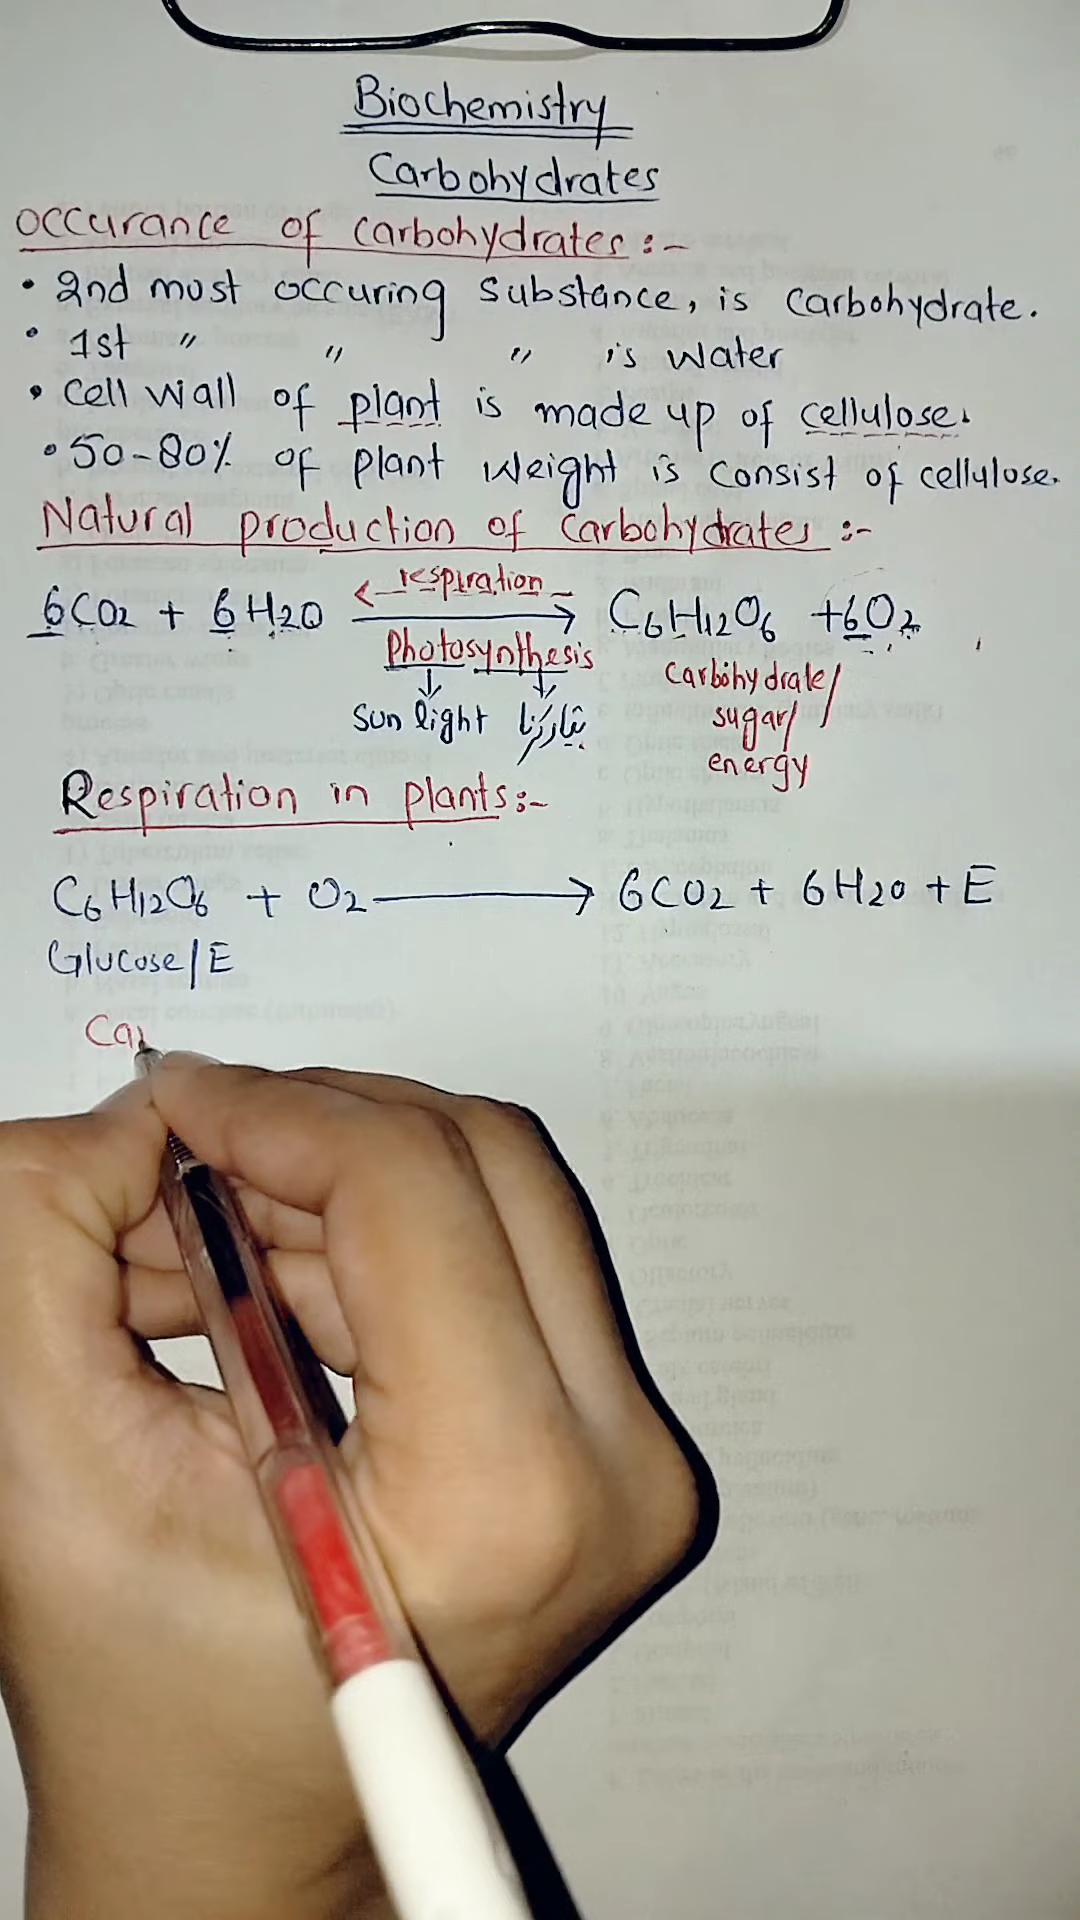 Biochemistry
Carbohydrates
Occurance of carbohydrates:-
• 2nd most occuring substance, is carbohydrate.
• 1st " " " is water
• Cell wall of plant is made up of cellulose.
• 50-80% of plant weight is consist of cellulose.
Natural production of carbohydrates :-
respiration
6CO2 + 6H2O → C6H12O6 + 6O2
Photosynthesis
Carbohydrate/
Sun light
sugar/
energy
Respiration in plants:-
C6H12O6 + O2 → 6CO2 + 6H2O + E
Glucose/E
Car